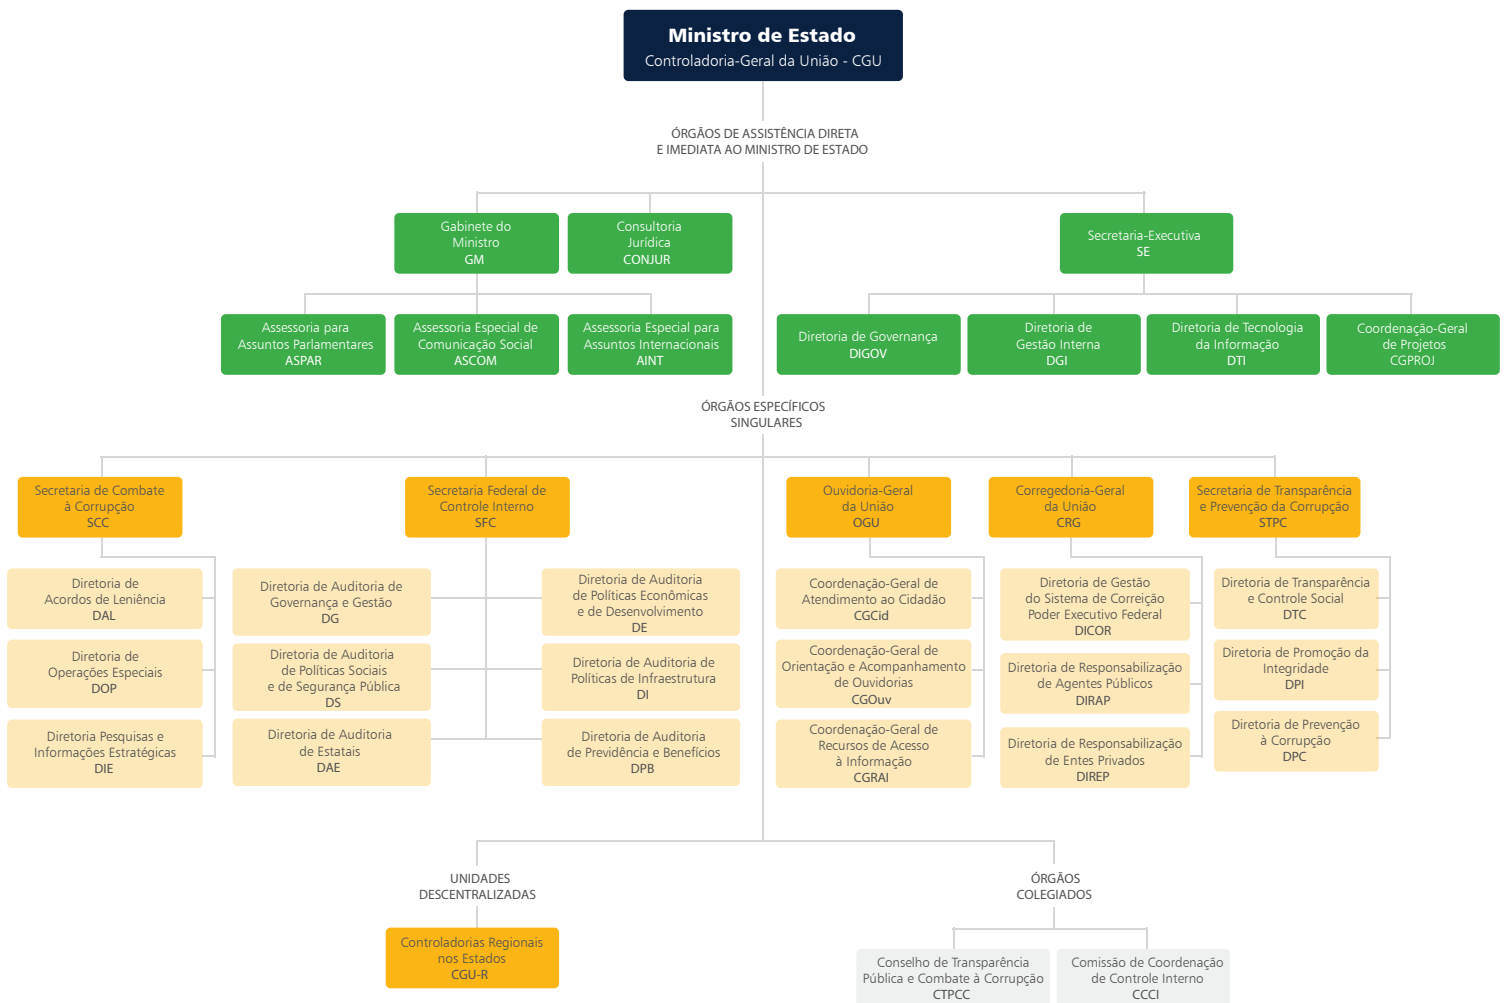 Ministro de Estado
Controladoria-Geral da União - CGU
ÓRGÃOS DE ASSISTÊNCIA DIRETA
E IMEDIATA AO MINISTRO DE ESTADO
Gabinete do
Ministro
GM
Consultoria
Jurídica
CONJUR
Secretaria-Executiva
SE
Assessoria para
Assuntos Parlamentares
ASPAR
Assessoria Especial de
Comunicação Social
ASCOM
Assessoria Especial para
Assuntos Internacionais
AINT
Diretoria de Governança
DIGOV
Diretoria de
Gestão Interna
DGI
Diretoria de Tecnologia
da Informação
DTI
Coordenação-Geral
de Projetos
CGPROJ
ÓRGÃOS ESPECÍFICOS
SINGULARES
Secretaria de Combate
à Corrupção
SCC
Secretaria Federal de
Controle Interno
SFC
Ouvidoria-Geral
da União
OGU
Corregedoria-Geral
da União
CRG
Secretaria de Transparência
e Prevenção da Corrupção
STPC
Diretoria de
Acordos de Leniência
DAL
Diretoria de
Operações Especiais
DOP
Diretoria Pesquisas e
Informações Estratégicas
DIE
Diretoria de Auditoria de
Governança e Gestão
DG
Diretoria de Auditoria
de Políticas Sociais
e de Segurança Pública
DS
Diretoria de Auditoria
de Estatais
DAE
Diretoria de Auditoria
de Políticas Econômicas
e de Desenvolvimento
DE
Diretoria de Auditoria de
Políticas de Infraestrutura
DI
Diretoria de Auditoria
de Previdência e Benefícios
DPB
Coordenação-Geral de
Atendimento ao Cidadão
CGCid
Coordenação-Geral de
Orientação e Acompanhamento
de Ouvidorias
CGOuv
Coordenação-Geral de
Recursos de Acesso
à Informação
CGRAI
Diretoria de Gestão
do Sistema de Correição
Poder Executivo Federal
DICOR
Diretoria de Responsabilização
de Agentes Públicos
DIRAP
Diretoria de Responsabilização
de Entes Privados
DIREP
Diretoria de Transparência
e Controle Social
DTC
Diretoria de Promoção da
Integridade
DPI
Diretoria de Prevenção
à Corrupção
DPC
UNIDADES
DESCENTRALIZADAS
Controladorias Regionais
nos Estados
CGU-R
ÓRGÃOS
COLEGIADOS
Conselho de Transparência
Pública e Combate à Corrupção
CTPCC
Comissão de Coordenação
de Controle Interno
CCCI